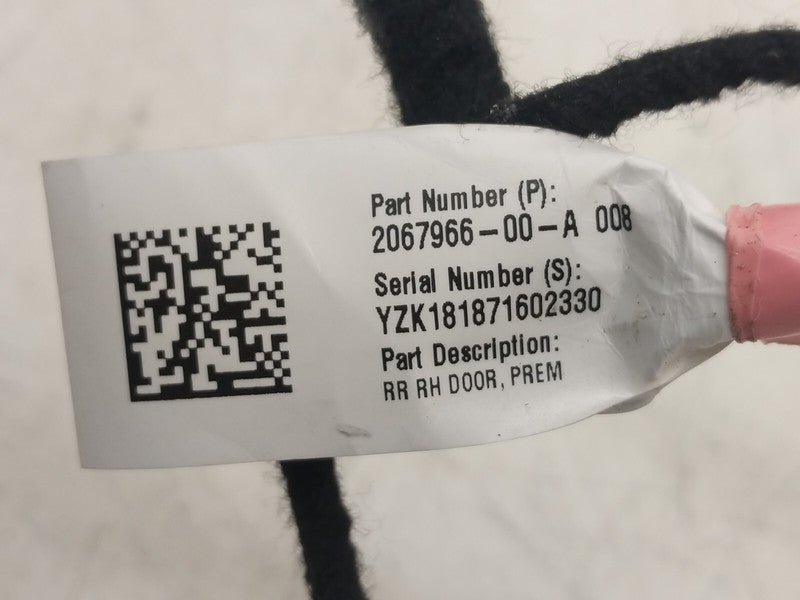 Part Number (P):
2067966-00-A 008
Serial Number (S):
YZK181871602330
Part Description:
RR RH DOOR, PREM